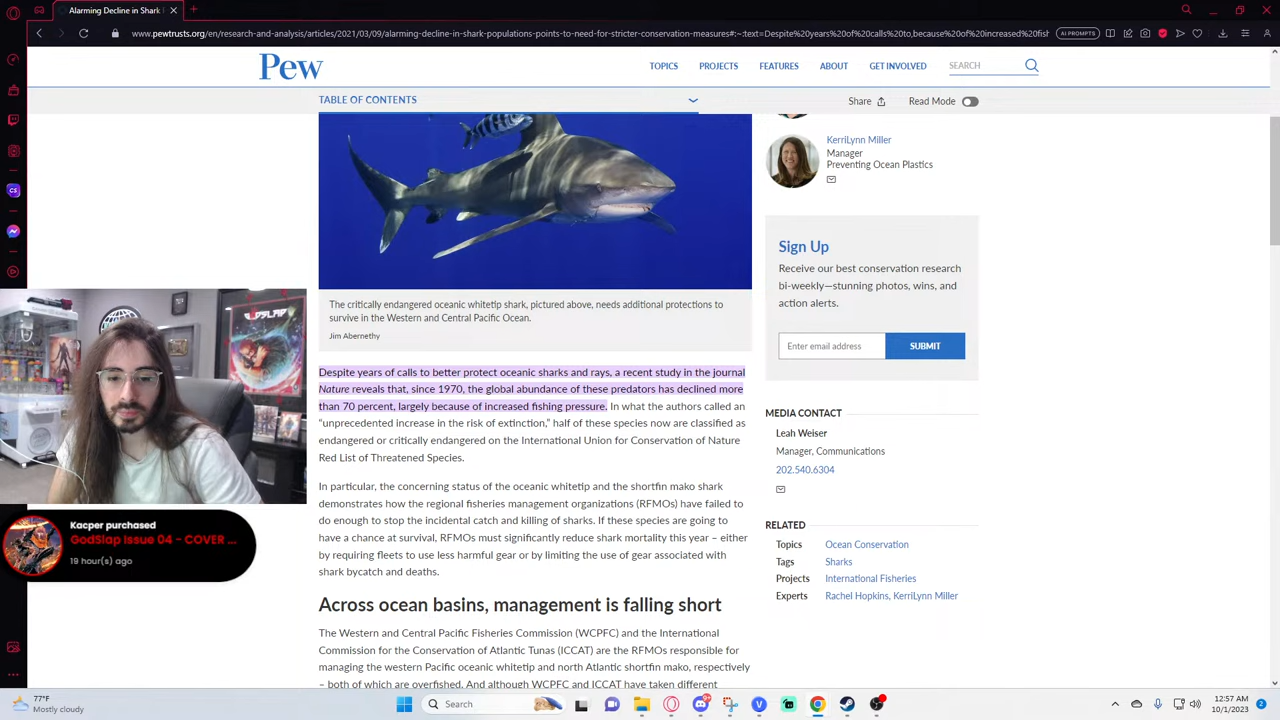 Alarming Decline in Sharks
www.pewtrusts.org/en/research-and-analysis/articles/2021/03/09/alarming-decline-in-sharks-populations-points-to-need-for-stricter-conservation-measures#:~:text=Despite%20years%20of%20calls%20to,because%20of%20increased%20fish
AI PROMPTS
Pew
TOPICS
PROJECTS
FEATURES
ABOUT
GET INVOLVED
SEARCH
TABLE OF CONTENTS
Share
Read Mode
KerriLynn Miller
Manager
Preventing Ocean Plastics
Sign Up
Receive our best conservation research
bi-weekly—stunning photos, wins, and
action alerts.
Enter email address
SUBMIT
The critically endangered oceanic whitetip shark, pictured above, needs additional protections to
survive in the Western and Central Pacific Ocean.
Jim Abernethy
Despite years of calls to better protect oceanic sharks and rays, a recent study in the journal
Nature reveals that, since 1970, the global abundance of these predators has declined more
than 70 percent, largely because of increased fishing pressure. In what the authors called an
“unprecedented increase in the risk of extinction,” half of these species now are classified as
endangered or critically endangered on the International Union for Conservation of Nature
Red List of Threatened Species.
In particular, the concerning status of the oceanic whitetip and the shortfin mako shark
demonstrates how the regional fisheries management organizations (RFMOs) have failed to
do enough to stop the incidental catch and killing of sharks. If these species are going to
have a chance at survival, RFMOs must significantly reduce shark mortality this year – either
by requiring fleets to use less harmful gear or by limiting the use of gear associated with
shark bycatch and deaths.
Across ocean basins, management is falling short
The Western and Central Pacific Fisheries Commission (WCPFC) and the International
Commission for the Conservation of Atlantic Tunas (ICCAT) are the RFMOs responsible for
managing the western Pacific oceanic whitetip and north Atlantic shortfin mako, respectively
– both of which are overfished. And although WCPFC and ICCAT have taken different
MEDIA CONTACT
Leah Weiser
Manager, Communications
202.540.6304
RELATED
Topics
Ocean Conservation
Tags
Sharks
Projects
International Fisheries
Experts
Rachel Hopkins, KerriLynn Miller
GODSLAP
Kacper purchased
GodSlap Issue 04 - COVER ...
19 hour(s) ago
77°F
Mostly cloudy
Search
9+
12:57 AM
10/1/2023
2